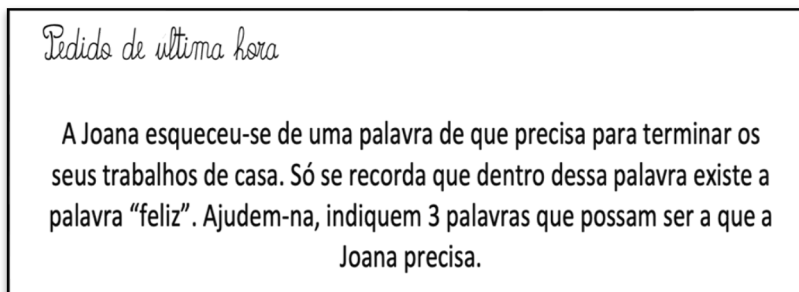 Pedido de última hora
A Joana esqueceu-se de uma palavra de que precisa para terminar os
seus trabalhos de casa. Só se recorda que dentro dessa palavra existe a
palavra “feliz”. Ajudem-na, indiquem 3 palavras que possam ser a que a
Joana precisa.